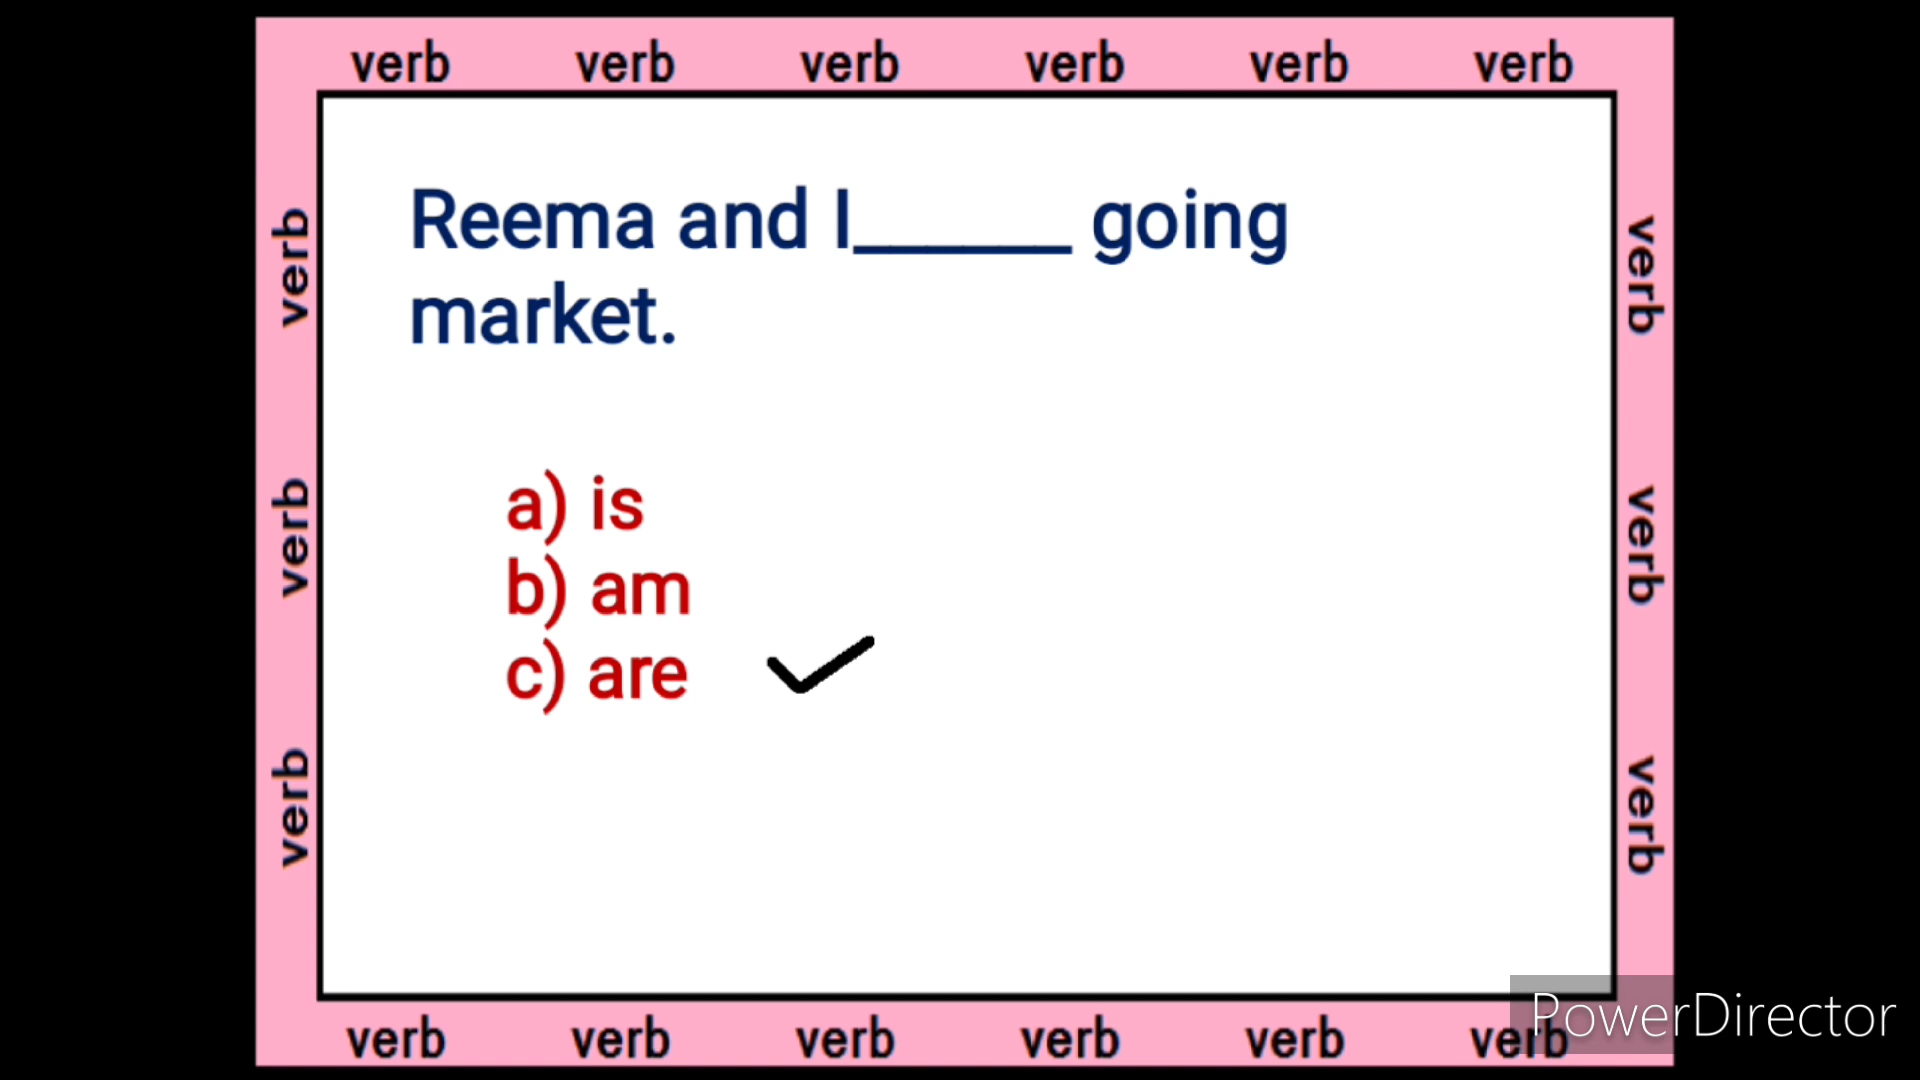 verb verb verb verb verb verb
Reema and I______ going
market.
a) is
b) am
c) are
verb
verb
verb
verb
verb
verb
verb verb verb verb verb verb
PowerDirector